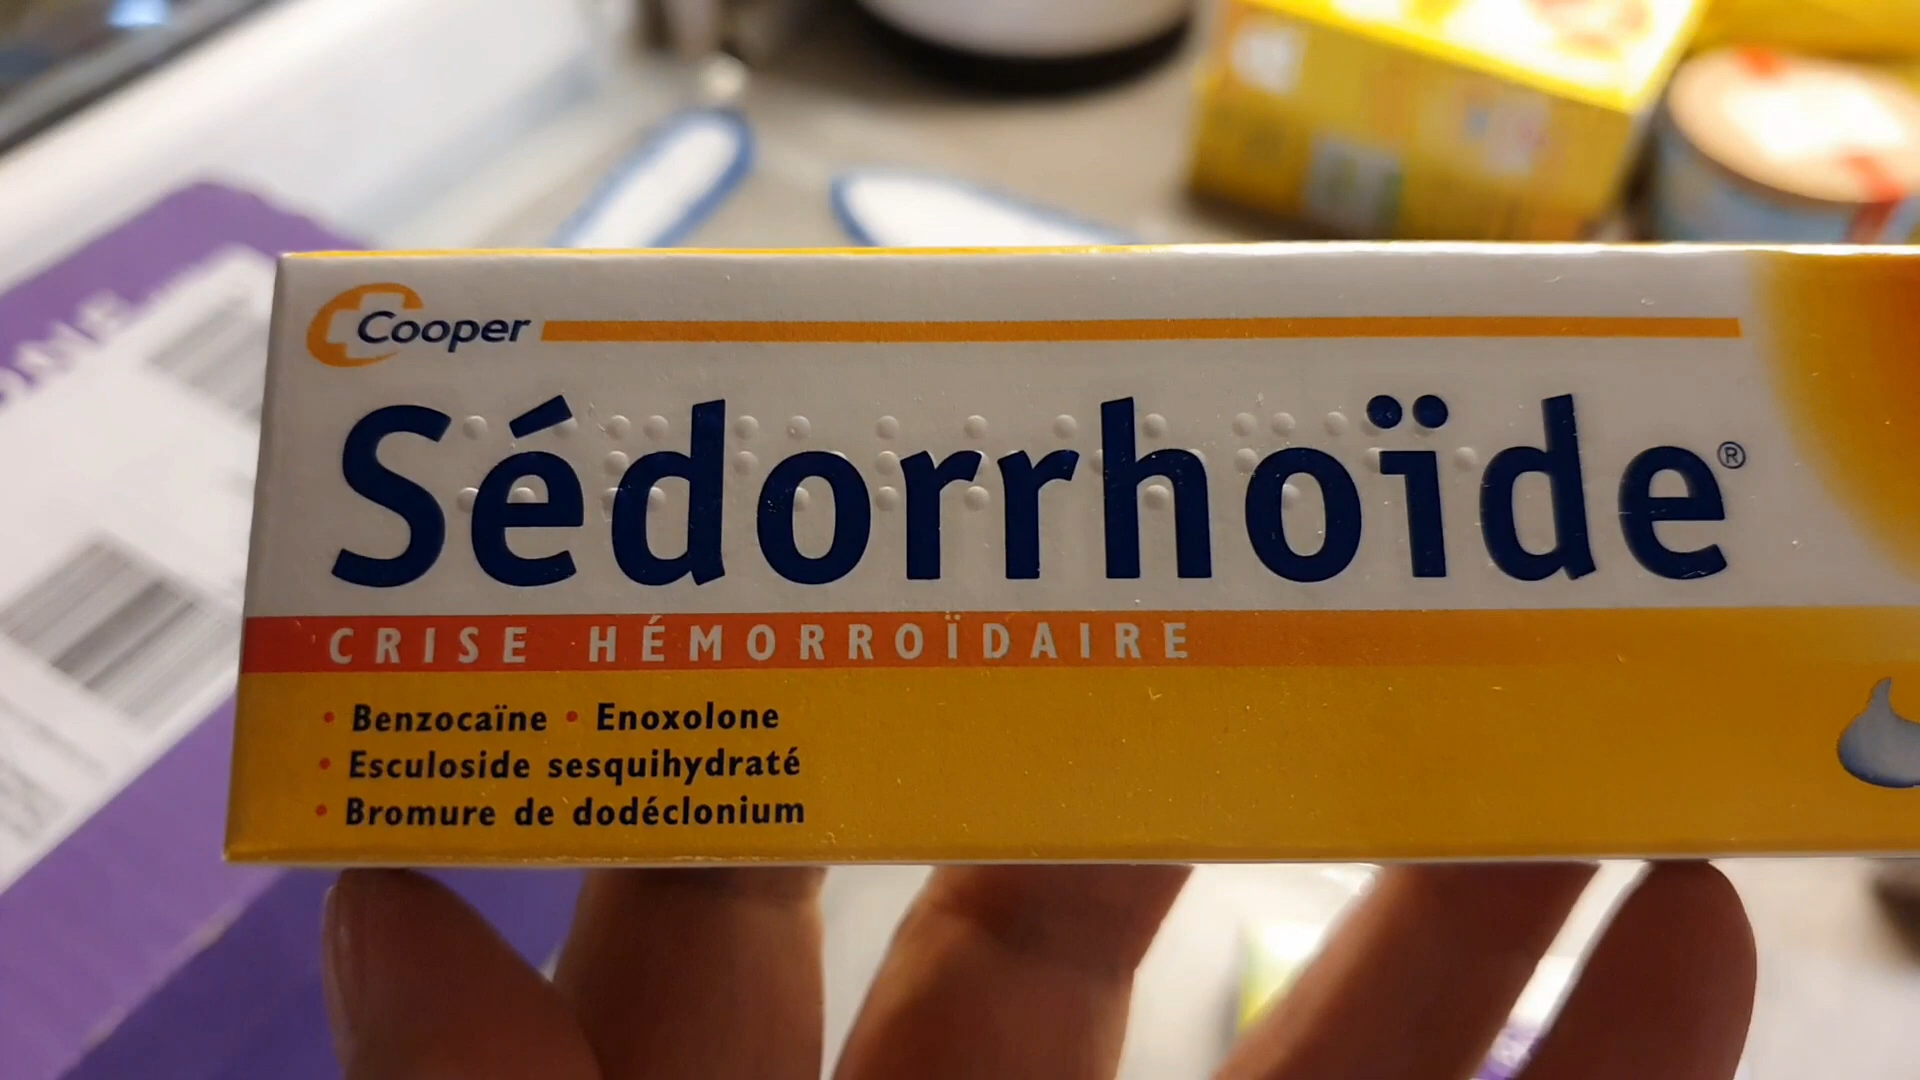 Cooper
Sédorrhoïde®
CRISE HÉMORROÏDAIRE
• Benzocaïne • Enoxolone
• Esculoside sesquihydraté
• Bromure de dodéclonium